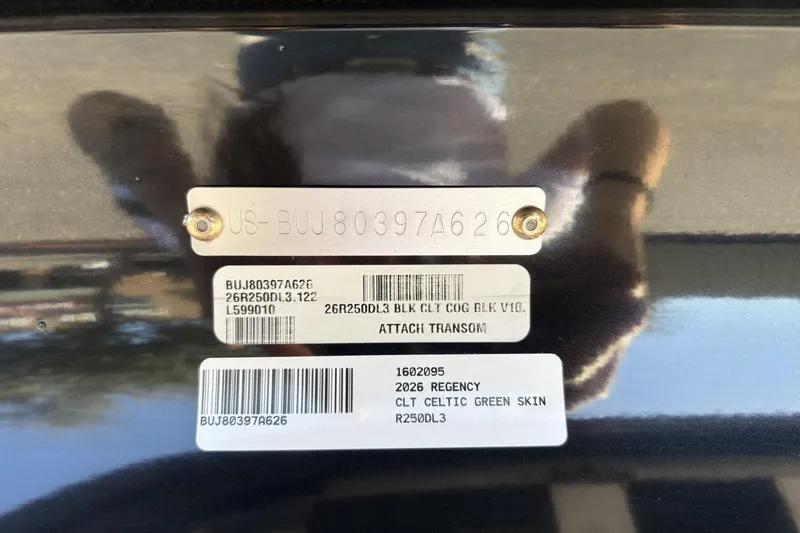 US-BUJ80397A626
BUJ80397A626
26R250DL3.122
L599010
26R250DL3 BLK CLT COG BLK V10.
ATTACH TRANSOM
1602095
2026 REGENCY
CLT CELTIC GREEN SKIN
R250DL3
BUJ80397A626